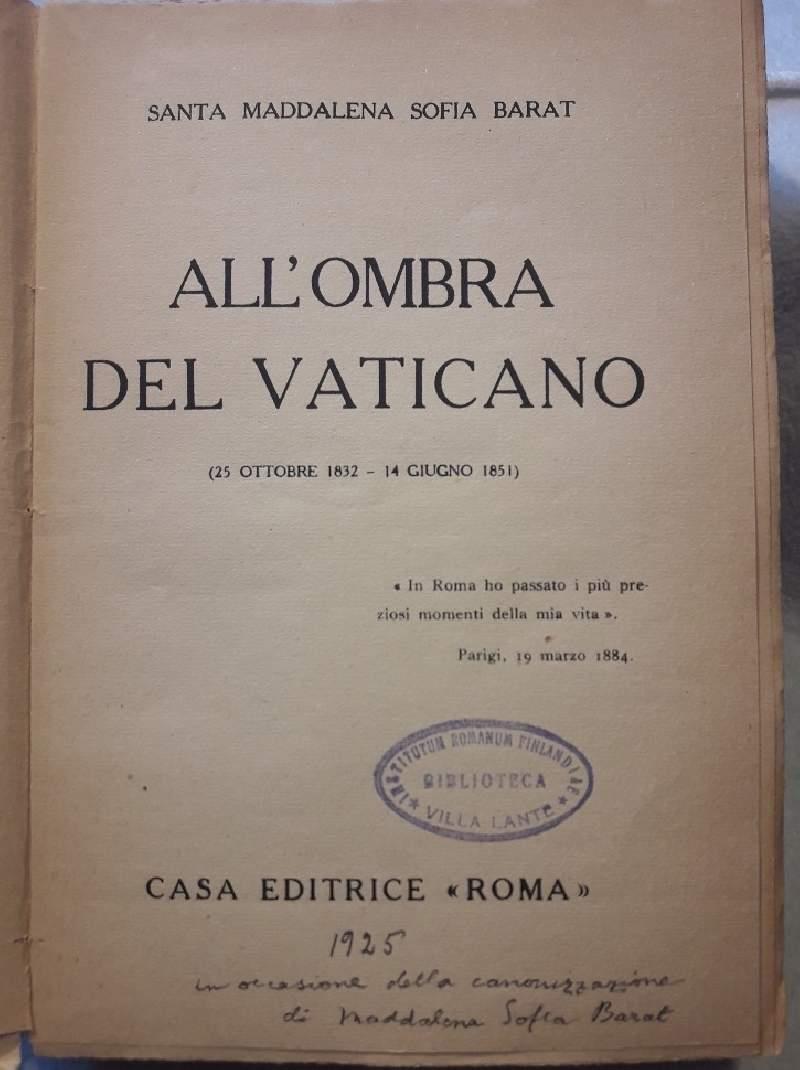 SANTA MADDALENA SOFIA BARAT
ALL'OMBRA
DEL VATICANO
(25 OTTOBRE 1832 - 14 GIUGNO 1851)
« In Roma ho passato i più pre-
ziosi momenti della mia vita ».
Parigi, 19 marzo 1884.
INSTITUTUM ROMANUM FINLANDIAE
BIBLIOTECA
* VILLA LANTE *
CASA EDITRICE «ROMA»
1925
in occasione della canonizzazione
di Maddalena Sofia Barat